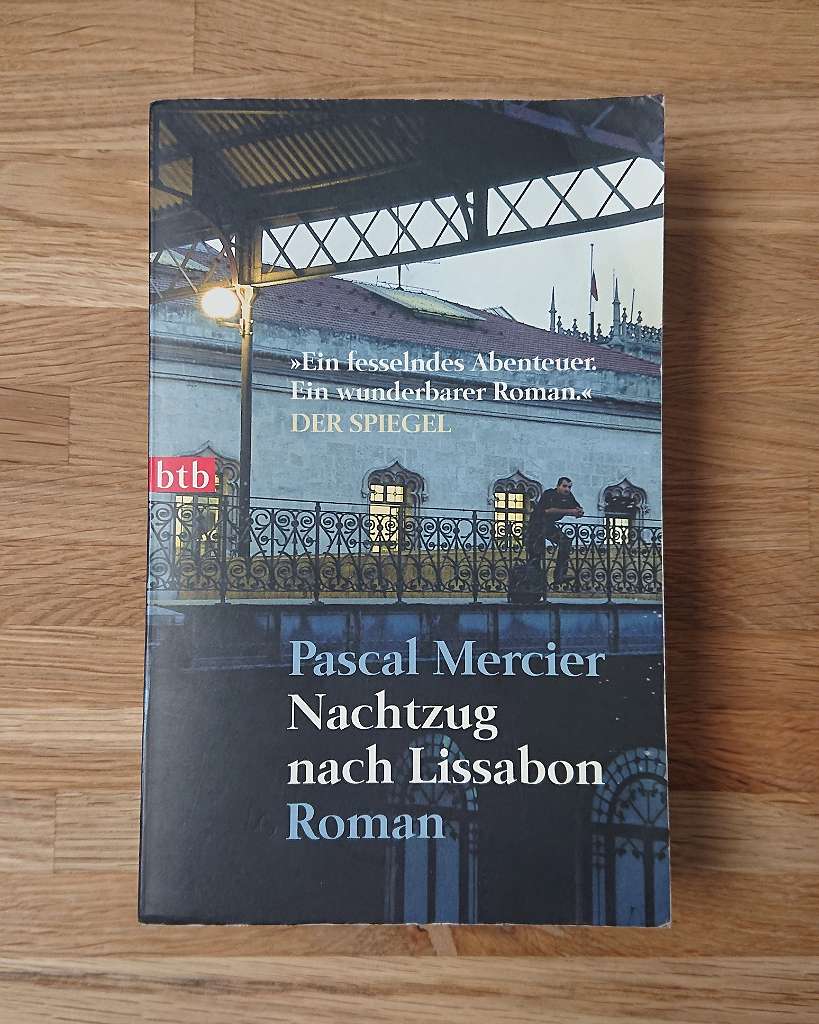 »Ein fesselndes Abenteuer.
Ein wunderbarer Roman.«
DER SPIEGEL
btb
Pascal Mercier
Nachtzug
nach Lissabon
Roman